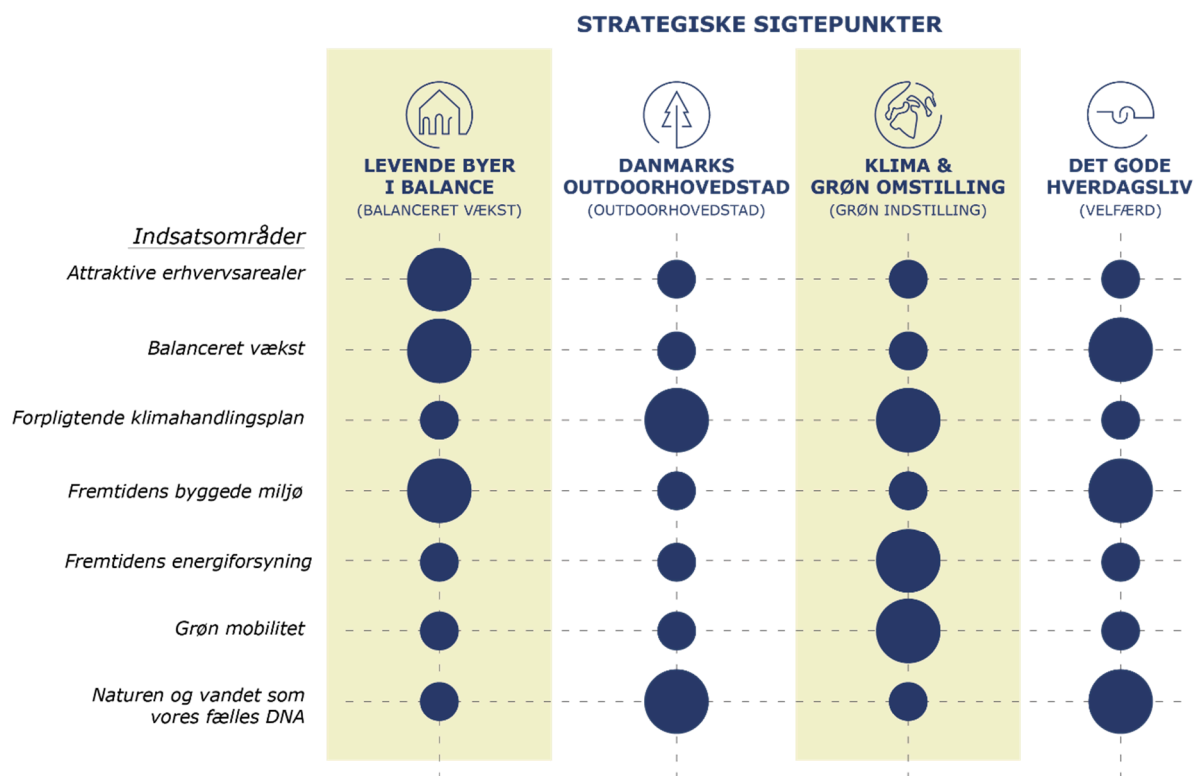 STRATEGISKE SIGTEPUNKTER
LEVENDE BYER
I BALANCE
(BALANCERET VÆKST)
DANMARKS
OUTDOORHOVEDSTAD
(OUTDOORHOVEDSTAD)
KLIMA &
GRØN OMSTILLING
(GRØN INDSTILLING)
DET GODE
HVERDAGSLIV
(VELFÆRD)
Indsatsområder
Attraktive erhvervsarealer
Balanceret vækst
Forpligtende klimahandlingsplan
Fremtidens byggede miljø
Fremtidens energiforsyning
Grøn mobilitet
Naturen og vandet som
vores fælles DNA